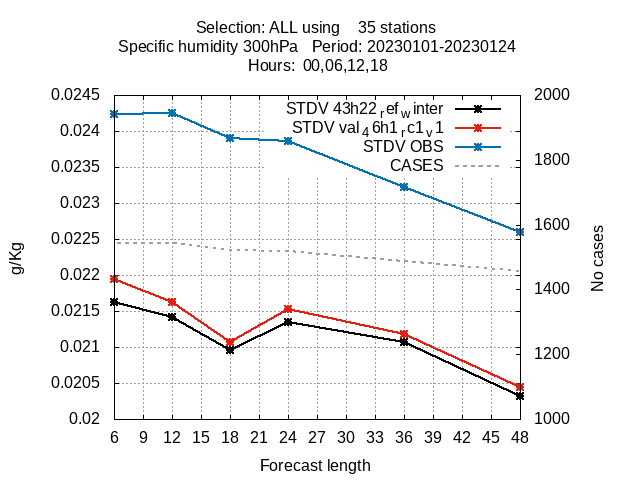 Selection: ALL using    35 stations
Specific humidity 300hPa   Period: 20230101-20230124
Hours:  00,06,12,18
0.0245
0.024
0.0235
0.023
0.0225
0.022
0.0215
0.021
0.0205
0.02
g/Kg
STDV 43h22refwinter
STDV val46h1rc1v1
STDV OBS
CASES
2000
1800
1600
1400
1200
1000
No cases
6 9 12 15 18 21 24 27 30 33 36 39 42 45 48
Forecast length